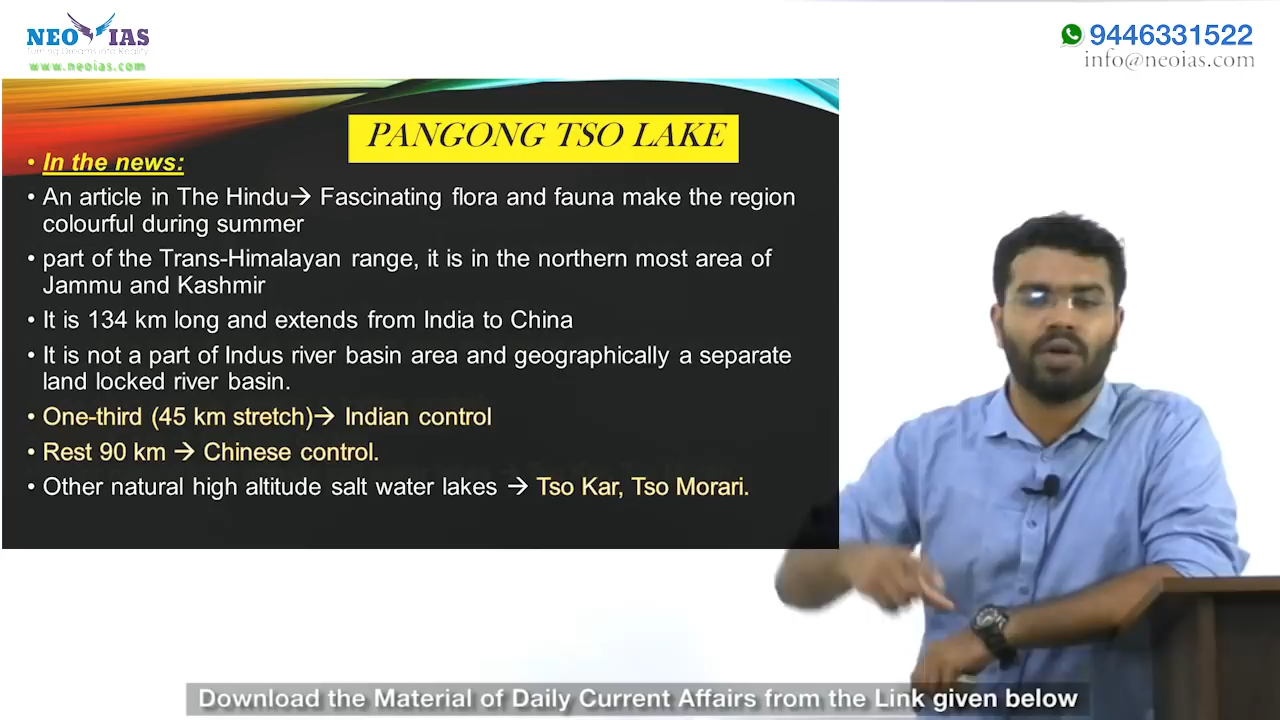 NEO IAS
Turning Dreams into Reality
www.neoias.com
9446331522
info@neoias.com
PANGONG TSO LAKE
• In the news:
• An article in The Hindu→ Fascinating flora and fauna make the region
colourful during summer
• part of the Trans-Himalayan range, it is in the northern most area of
Jammu and Kashmir
• It is 134 km long and extends from India to China
• It is not a part of Indus river basin area and geographically a separate
land locked river basin.
• One-third (45 km stretch)→ Indian control
• Rest 90 km → Chinese control.
• Other natural high altitude salt water lakes → Tso Kar, Tso Morari.
Download the Material of Daily Current Affairs from the Link given below